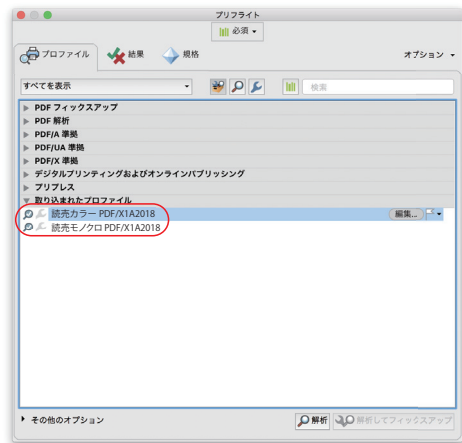 プリフライト
必須
プロファイル 結果 規格 オプション
すべてを表示 検索
PDF フィックスアップ
PDF 解析
PDF/A 準拠
PDF/UA 準拠
PDF/X 準拠
デジタルプリンティングおよびオンラインパブリッシング
プリプレス
取り込まれたプロファイル
読売カラー PDF/X1A2018 編集...
読売モノクロ PDF/X1A2018
その他のオプション 解析 解析してフィックスアップ